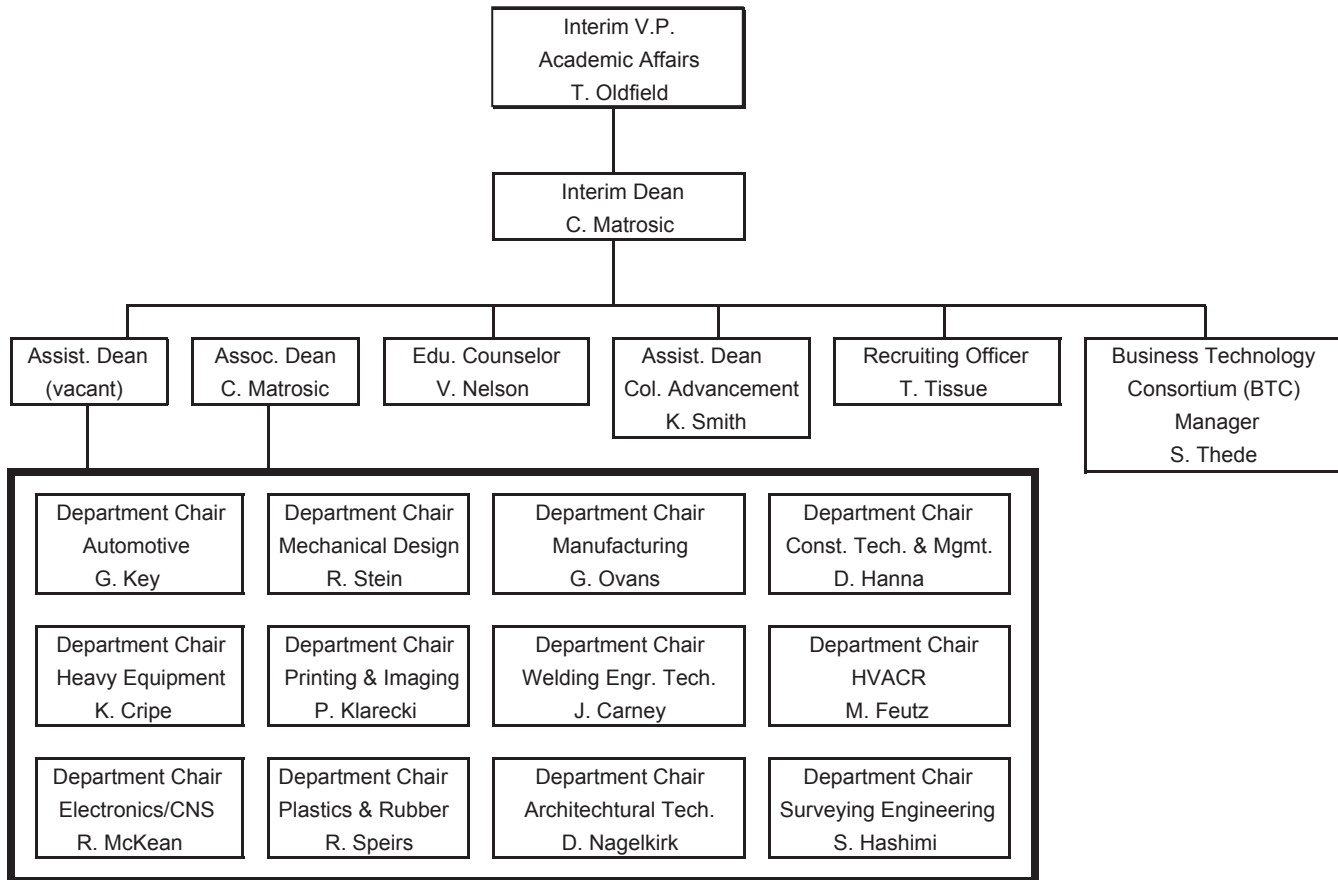 Interim V.P.
Academic Affairs
T. Oldfield
Interim Dean
C. Matrosic
Assist. Dean
(vacant)
Assoc. Dean
C. Matrosic
Edu. Counselor
V. Nelson
Assist. Dean
Col. Advancement
K. Smith
Recruiting Officer
T. Tissue
Business Technology
Consortium (BTC)
Manager
S. Thede
Department Chair
Automotive
G. Key
Department Chair
Mechanical Design
R. Stein
Department Chair
Manufacturing
G. Ovans
Department Chair
Const. Tech. & Mgmt.
D. Hanna
Department Chair
Heavy Equipment
K. Cripe
Department Chair
Printing & Imaging
P. Klarecki
Department Chair
Welding Engr. Tech.
J. Carney
Department Chair
HVACR
M. Feutz
Department Chair
Electronics/CNS
R. McKean
Department Chair
Plastics & Rubber
R. Speirs
Department Chair
Architechtural Tech.
D. Nagelkirk
Department Chair
Surveying Engineering
S. Hashimi